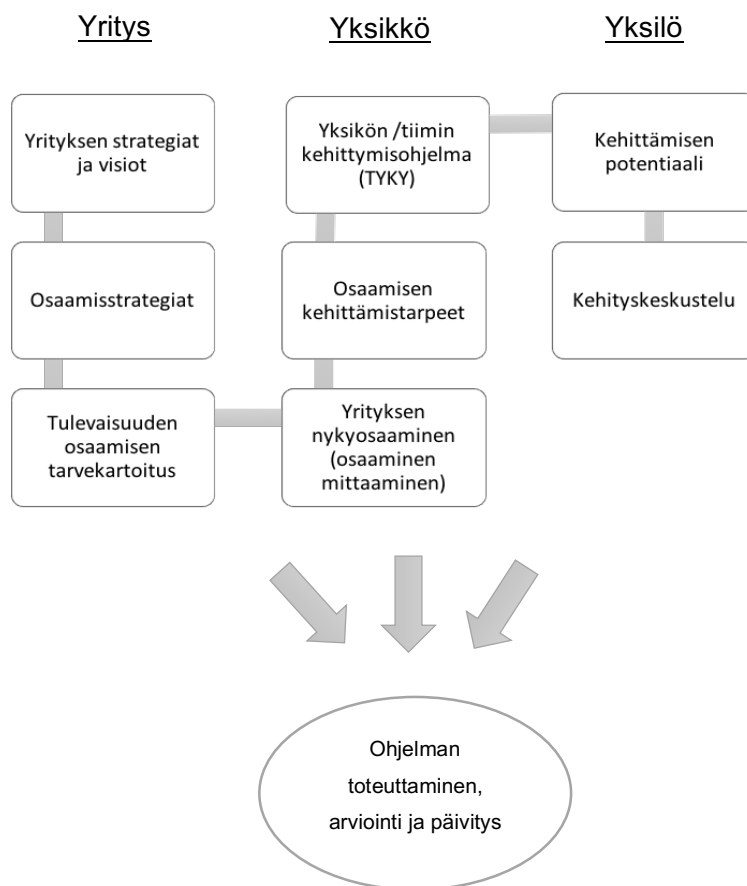 Yritys
Yksikkö
Yksilö
Yrityksen strategiat
ja visiot
Osaamisstrategiat
Tulevaisuuden
osaamisen
tarvekartoitus
Yksikön /tiimin
kehittymisohjelma
(TYKY)
Osaamisen
kehittämistarpeet
Yrityksen
nykyosaaminen
(osaaminen
mittaaminen)
Kehittämisen
potentiaali
Kehityskeskustelu
Ohjelman
toteuttaminen,
arviointi ja päivitys